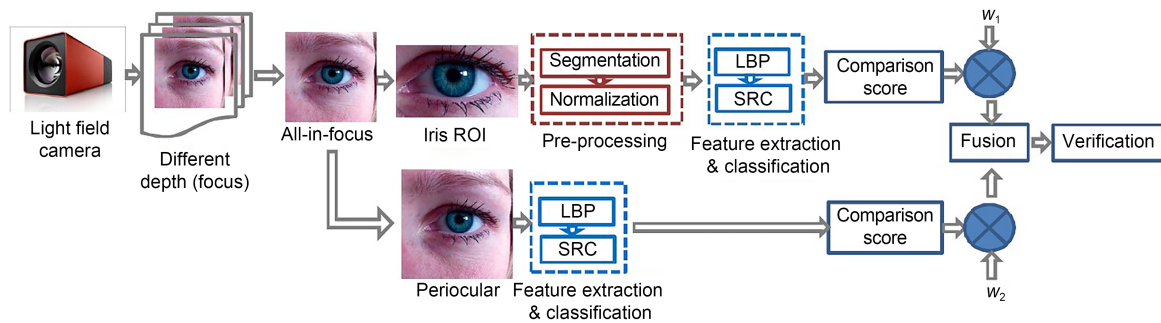 Light field
camera
Different
depth (focus)
All-in-focus
Iris ROI
Segmentation
Normalization
Pre-processing
LBP
SRC
Feature extraction
& classification
Comparison
score
w1
Fusion
Verification
Periocular
LBP
SRC
Feature extraction
& classification
Comparison
score
w2